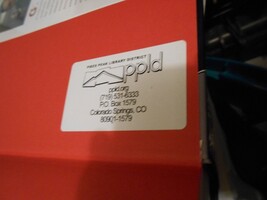 PIKES PEAK LIBRARY DISTRICT
ppld
ppld.org
(719) 531-6333
P.O. Box 1579
Colorado Springs, CO
80901-1579